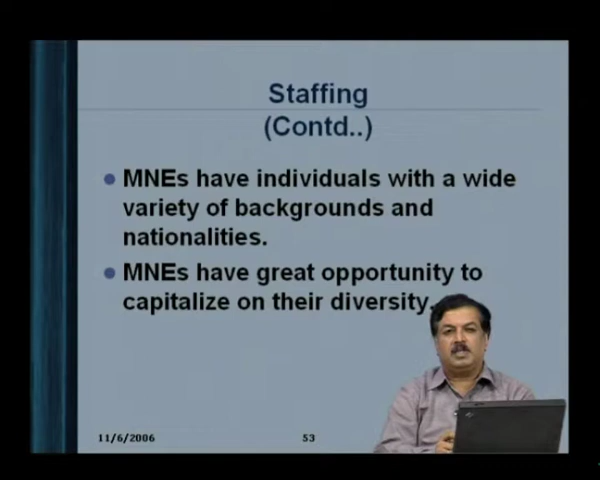 Staffing
(Contd..)
MNEs have individuals with a wide
variety of backgrounds and
nationalities.
MNEs have great opportunity to
capitalize on their diversity.
11/6/2006
53